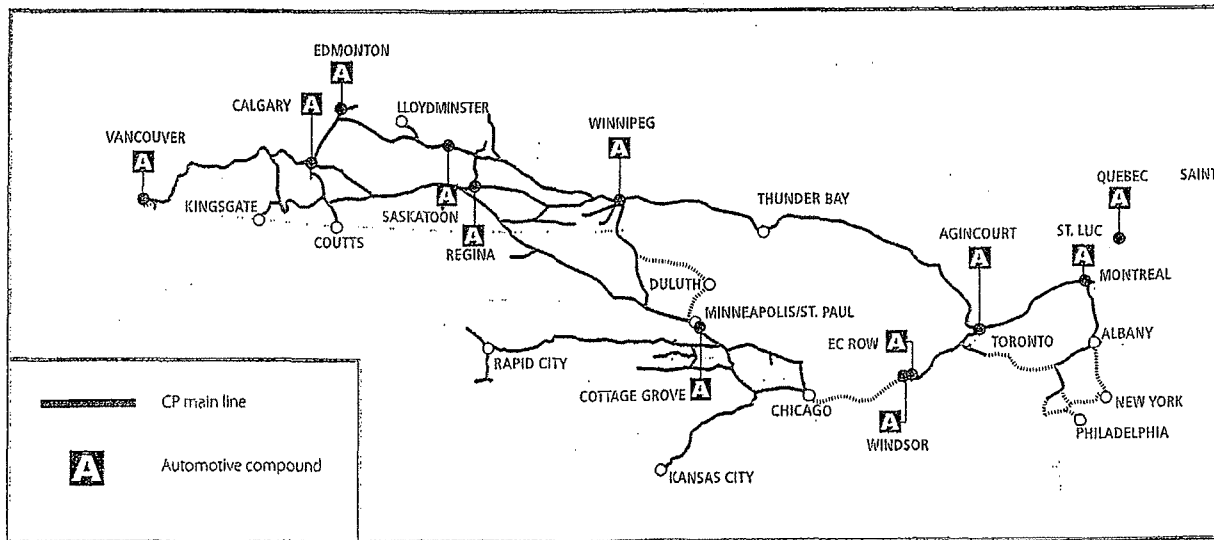 EDMONTON
A
CALGARY
A
LLOYDMINSTER
VANCOUVER
A
WINNIPEG
A
KINGSGATE
COUTTS
SASKATOON
A
REGINA
A
THUNDER BAY
QUEBEC
A
SAINT
AGINCOURT
A
ST. LUC
A
MONTREAL
DULUTH
MINNEAPOLIS/ST. PAUL
RAPID CITY
COTTAGE GROVE
A
EC ROW
A
TORONTO
ALBANY
CHICAGO
WINDSOR
A
NEW YORK
PHILADELPHIA
KANSAS CITY
CP main line
A
Automotive compound